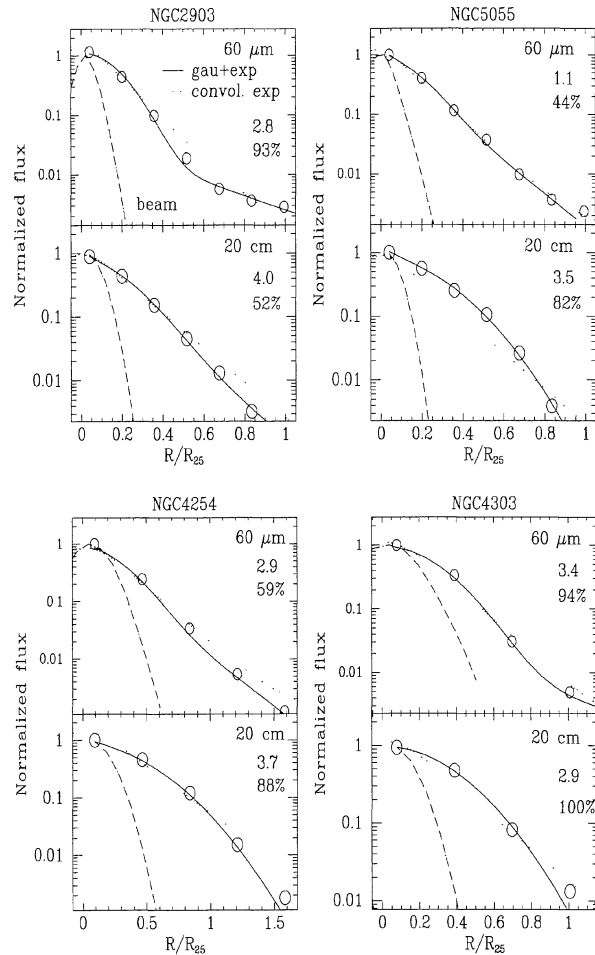 NGC2903
60 μm
gau+exp
convol. exp
2.8
93%
beam
1
0.1
0.01
Normalized flux
20 cm
4.0
52%
1
0.1
0.01
Normalized flux
0 0.2 0.4 0.6 0.8 1
R/R25
NGC5055
60 μm
1.1
44%
1
0.1
0.01
Normalized flux
20 cm
3.5
82%
1
0.1
0.01
Normalized flux
0 0.2 0.4 0.6 0.8 1
R/R25
NGC4254
60 μm
2.9
59%
1
0.1
0.01
Normalized flux
20 cm
3.7
88%
1
0.1
0.01
Normalized flux
0 0.5 1 1.5
R/R25
NGC4303
60 μm
3.4
94%
1
0.1
0.01
Normalized flux
20 cm
2.9
100%
1
0.1
0.01
Normalized flux
0 0.2 0.4 0.6 0.8 1 1.2
R/R25